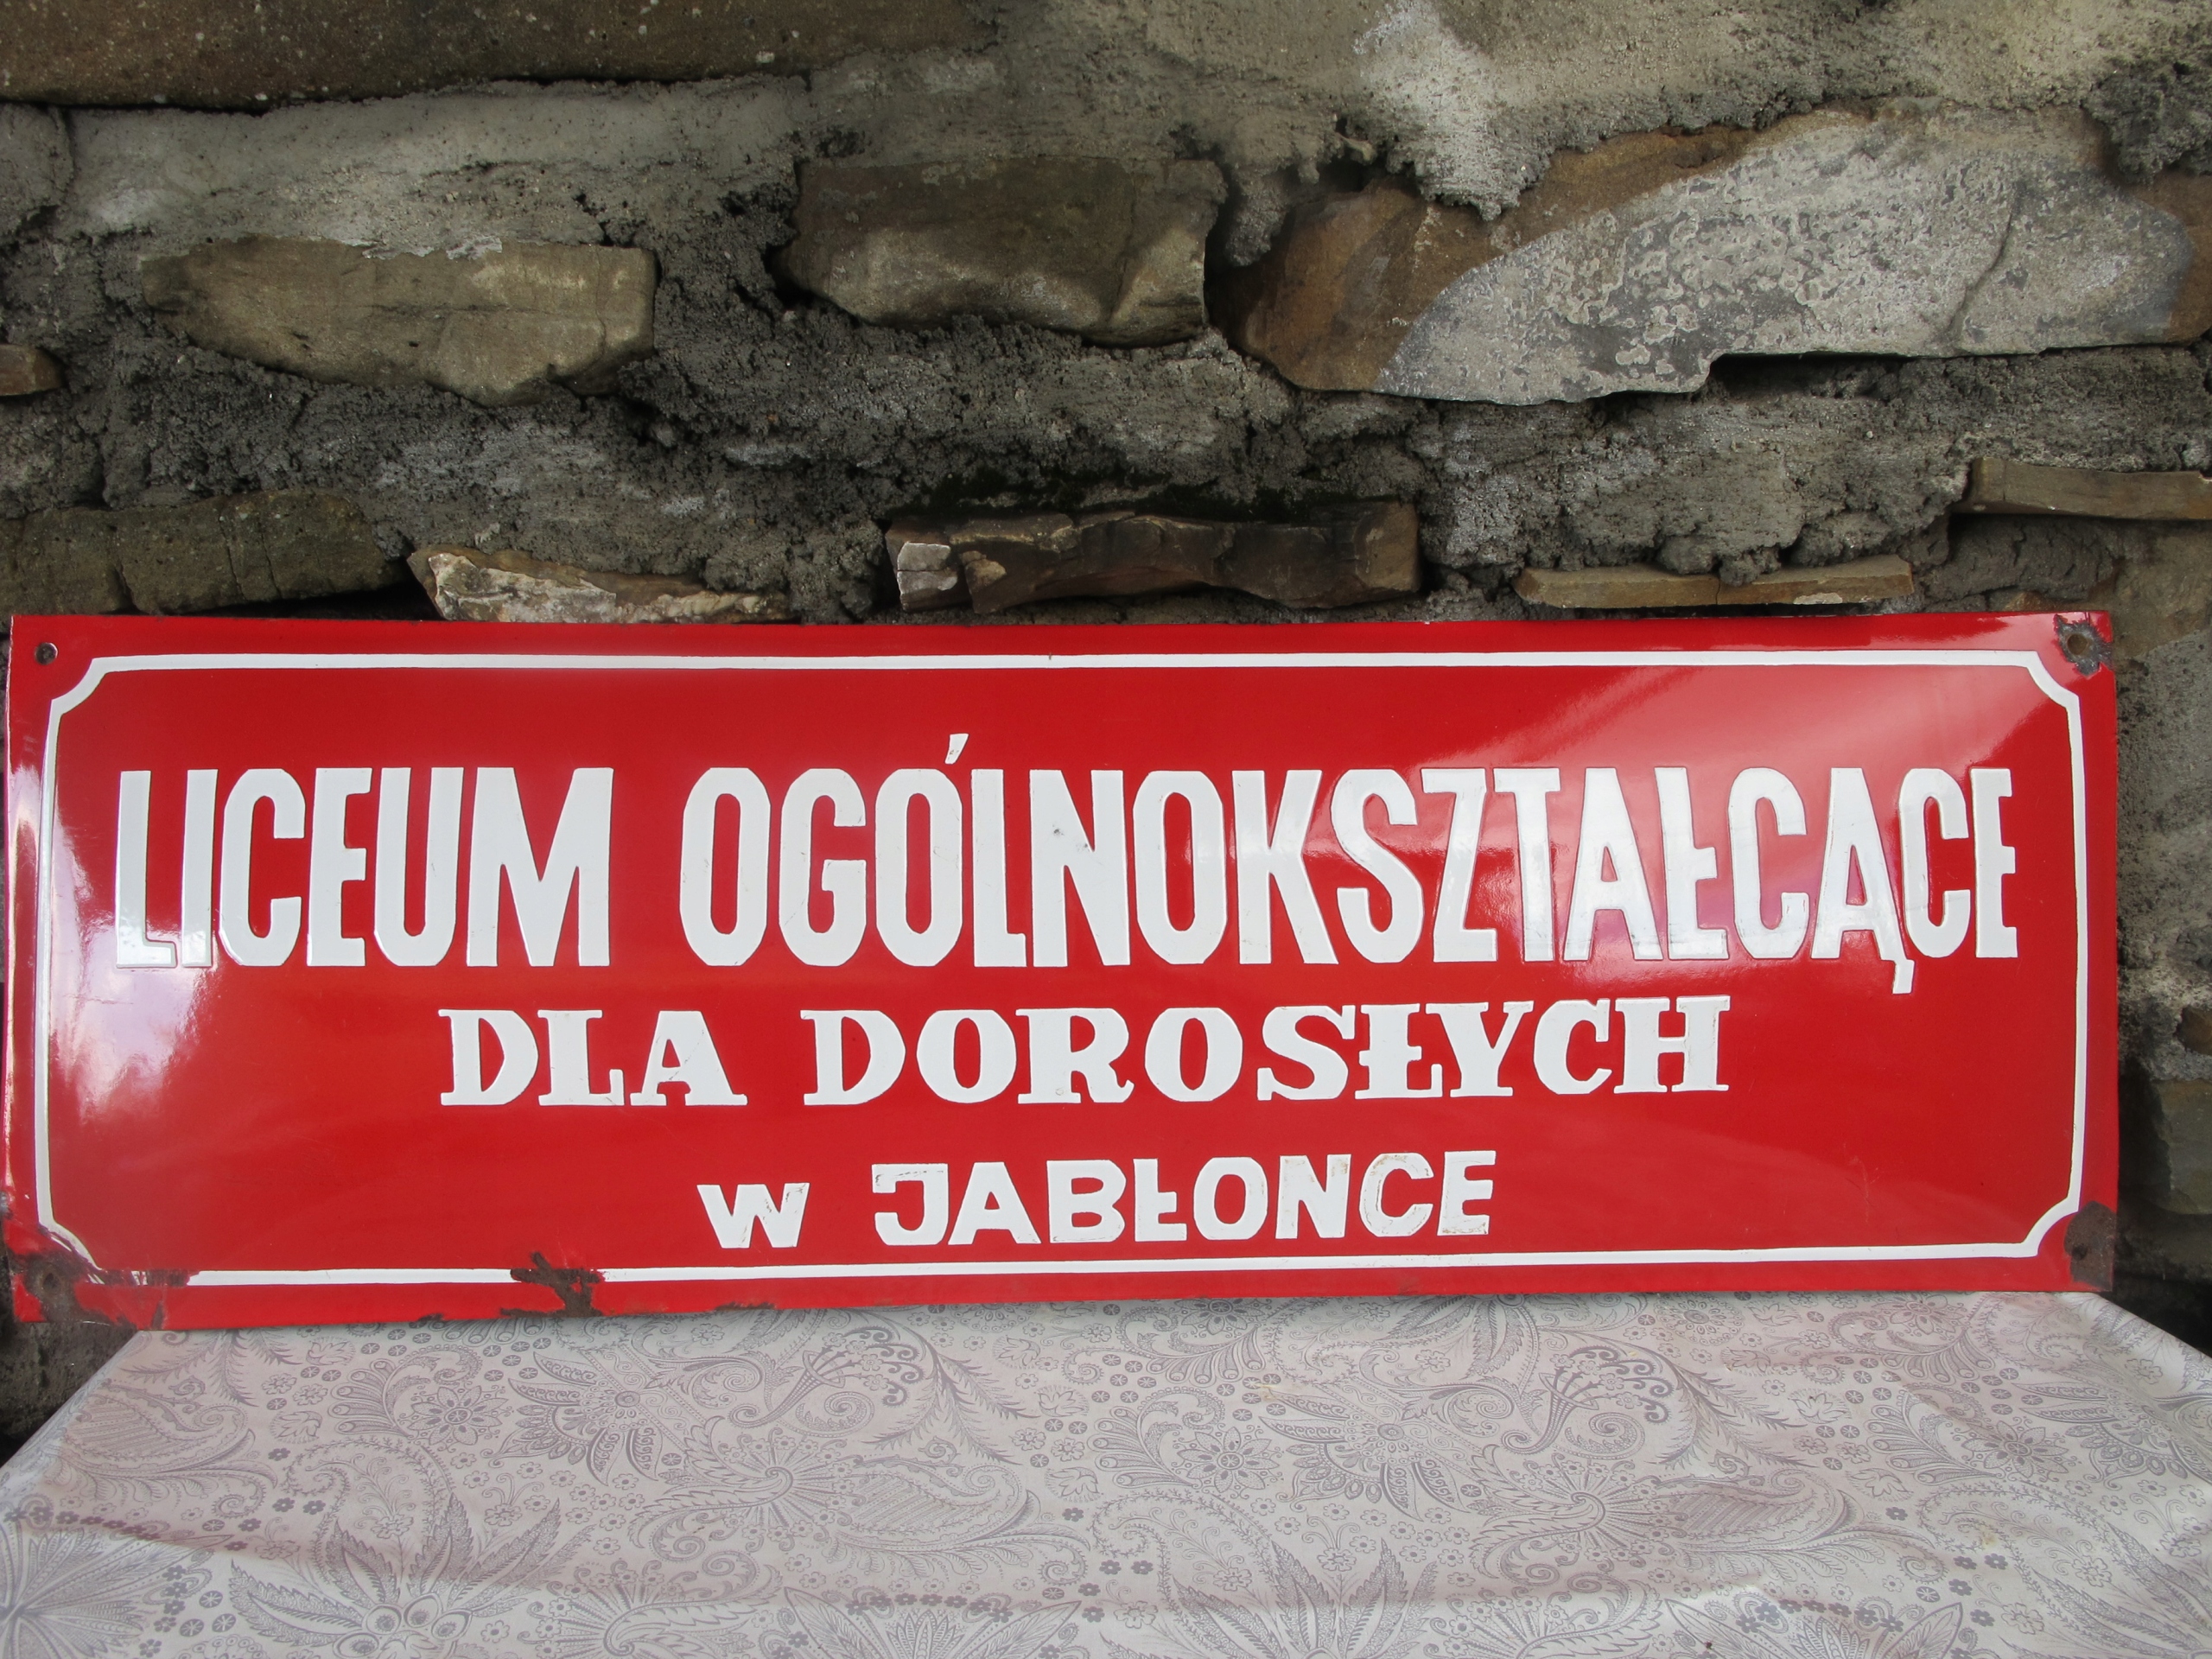 LICEUM OGÓLNOKSZTAŁCĄCE
DLA DOROSŁYCH
w JABŁONCE